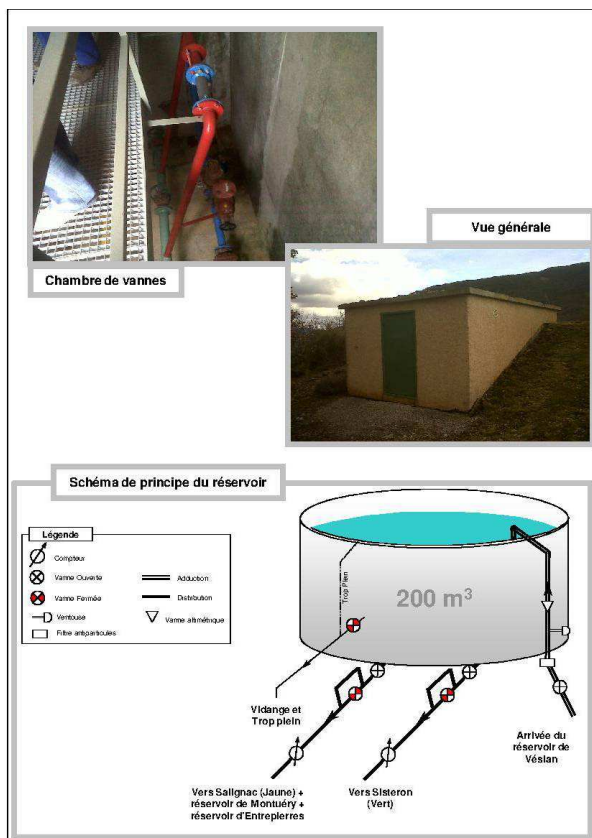 Chambre de vannes
Vue générale
Schéma de principe du réservoir
Légende
Compteur
Vanne Ouverte
Vanne Fermée
Ventouse
Filtre antiparticules
Adduction
Distribution
Vanne altimétrique
Trop Plein
200 m³
Vidange et
Trop plein
Vers Salignac (Jaune) +
réservoir de Montuéry +
réservoir d'Entrepierres
Vers Sisteron
(Vert)
Arrivée du
réservoir de
Vésian